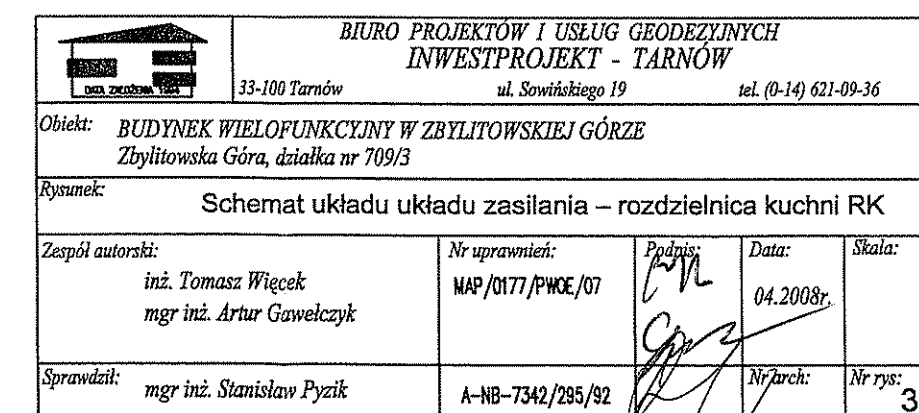 BIURO PROJEKTÓW I USŁUG GEODEZYJNYCH
INWESTPROJEKT - TARNÓW
DATA ZAŁOŻENIA 1994
33-100 Tarnów ul. Sowińskiego 19 tel. (0-14) 621-09-36
Obiekt: BUDYNEK WIELOFUNKCYJNY W ZBYLITOWSKIEJ GÓRZE
Zbylitowska Góra, działka nr 709/3
Rysunek:
Schemat układu układu zasilania – rozdzielnica kuchni RK
Zespół autorski: Nr uprawnień: Podpis: Data: Skala:
inż. Tomasz Więcek MAP/0177/PWOE/07
mgr inż. Artur Gawełczyk 04.2008r.
Sprawdził: mgr inż. Stanisław Pyzik A-NB-7342/295/92 Nr arch: Nr rys:
3